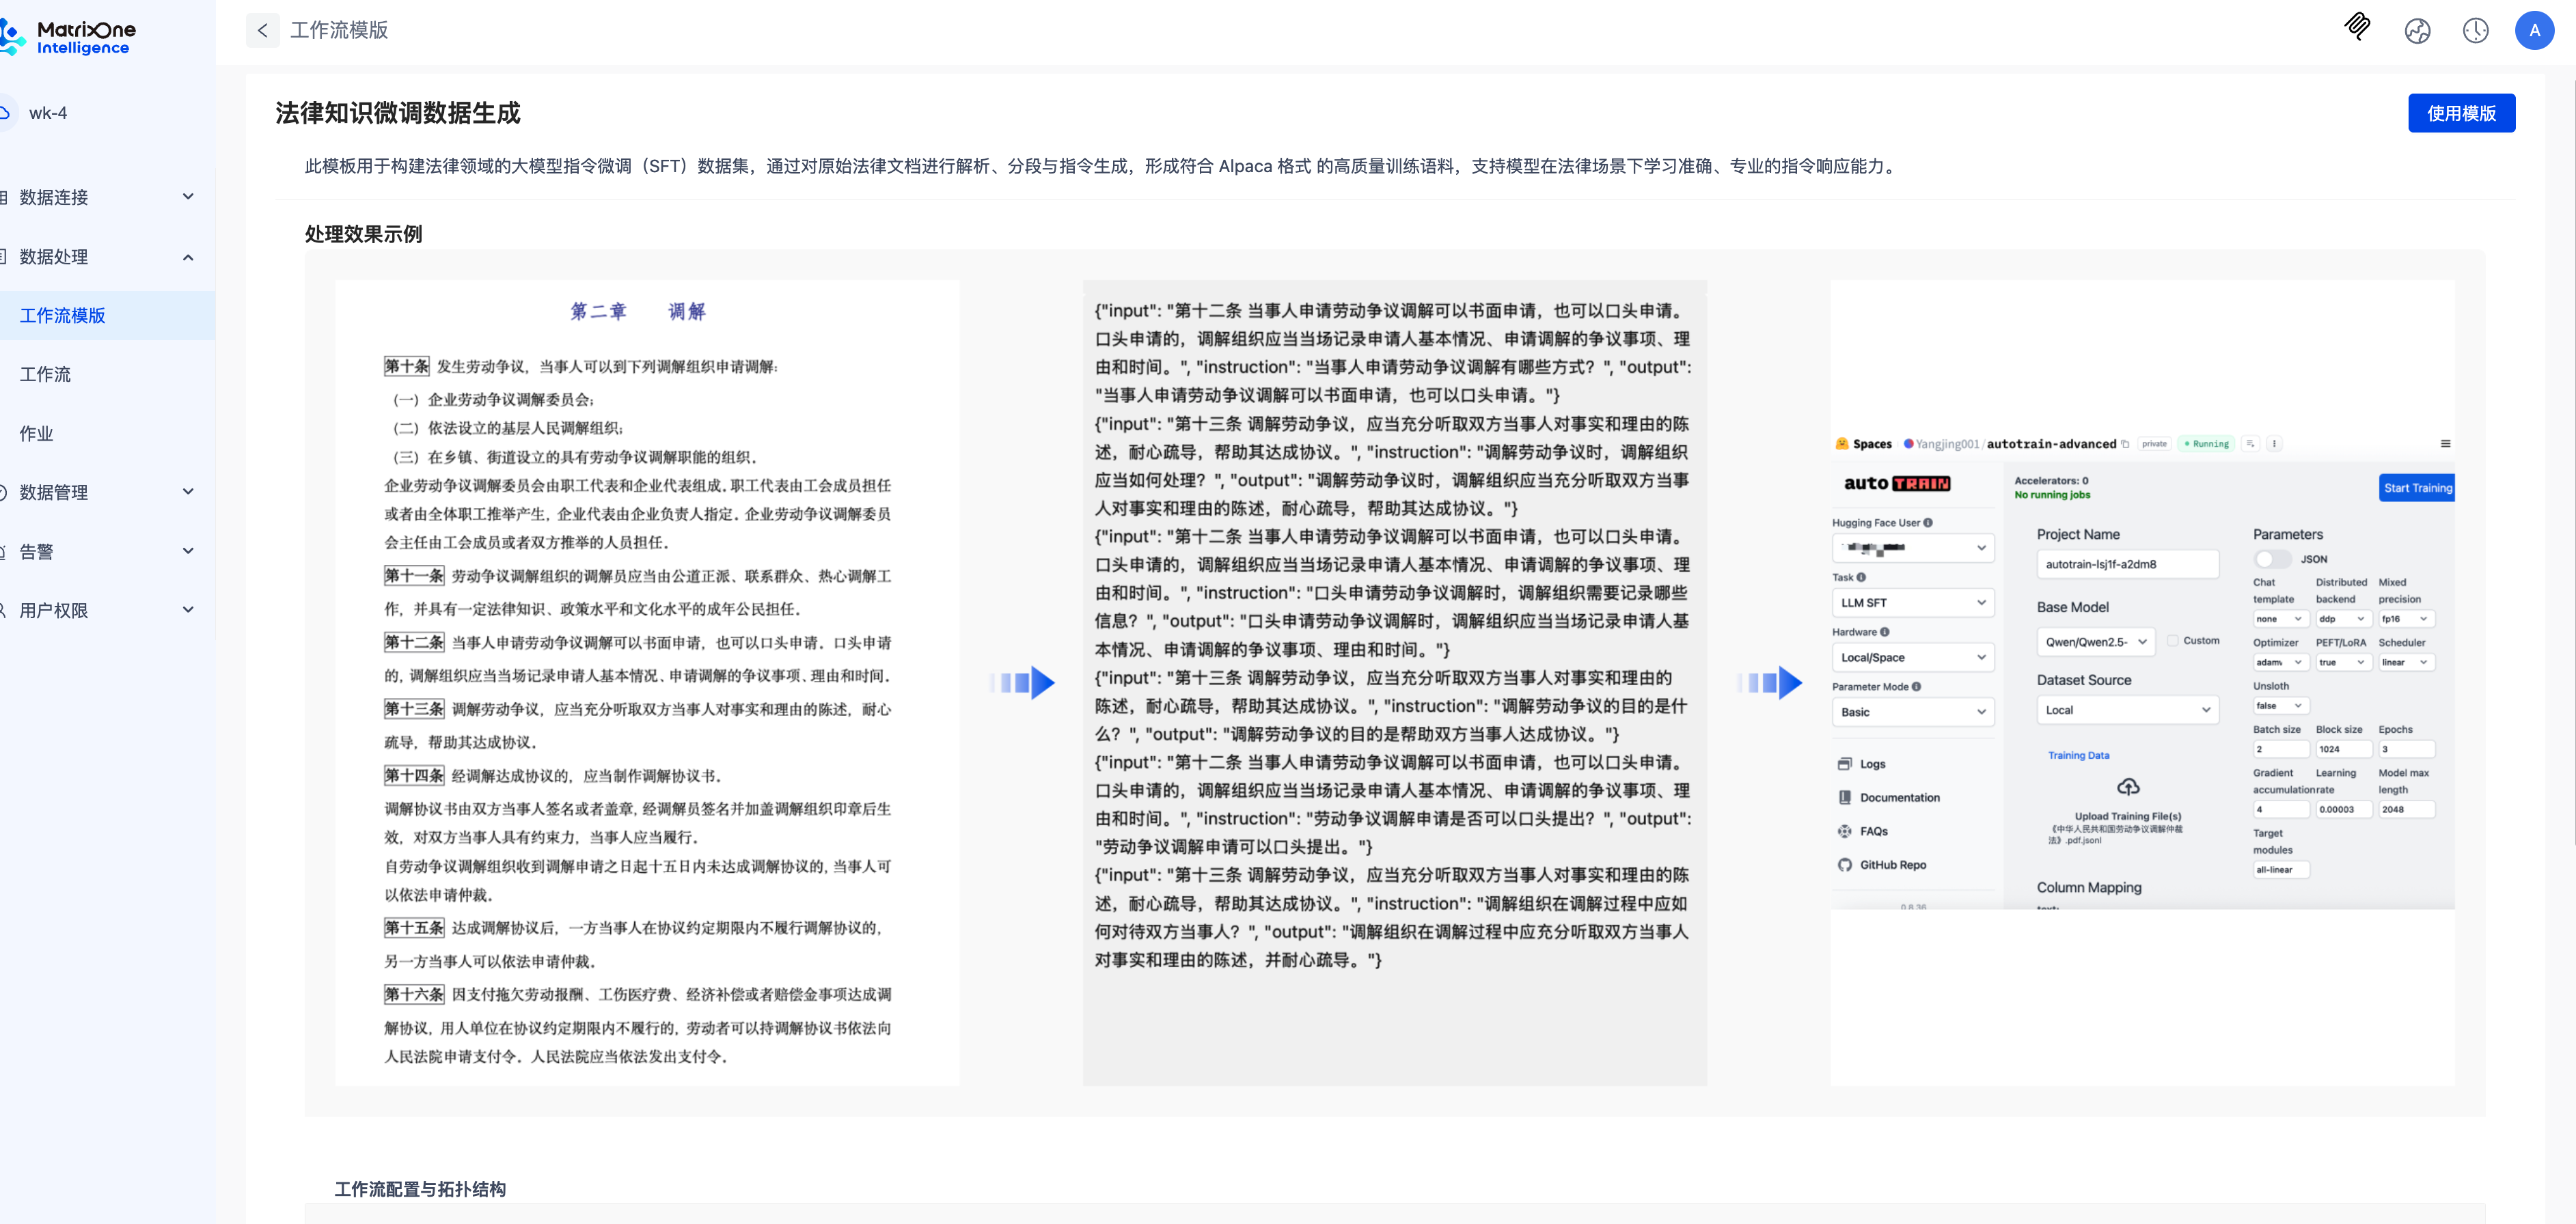 MatrixOne
Intelligence
wk-4
数据连接
数据处理
工作流模版
工作流
作业
数据管理
告警
用户权限
工作流模版
A
法律知识微调数据生成
使用模版
此模板用于构建法律领域的大模型指令微调（SFT）数据集，通过对原始法律文档进行解析、分段与指令生成，形成符合 Alpaca 格式 的高质量训练语料，支持模型在法律场景下学习准确、专业的指令响应能力。
处理效果示例
第二章 调解
第十条 发生劳动争议，当事人可以到下列调解组织申请调解：
（一）企业劳动争议调解委员会；
（二）依法设立的基层人民调解组织；
（三）在乡镇、街道设立的具有劳动争议调解职能的组织。
企业劳动争议调解委员会由职工代表和企业代表组成。职工代表由工会成员担任
或者由全体职工推举产生，企业代表由企业负责人指定。企业劳动争议调解委员
会主任由工会成员或者双方推举的人员担任。
第十一条 劳动争议调解组织的调解员应当由公道正派、联系群众、热心调解工
作，并具有一定法律知识、政策水平和文化水平的成年公民担任。
第十二条 当事人申请劳动争议调解可以书面申请，也可以口头申请。口头申请
的，调解组织应当当场记录申请人基本情况、申请调解的争议事项、理由和时间。
第十三条 调解劳动争议，应当充分听取双方当事人对事实和理由的陈述，耐心
疏导，帮助其达成协议。
第十四条 经调解达成协议的，应当制作调解协议书。
调解协议书由双方当事人签名或者盖章，经调解员签名并加盖调解组织印章后生
效，对双方当事人具有约束力，当事人应当履行。
自劳动争议调解组织收到调解申请之日起十五日内未达成调解协议的，当事人可
以依法申请仲裁。
第十五条 达成调解协议后，一方当事人在协议约定期限内不履行调解协议的，
另一方当事人可以依法申请仲裁。
第十六条 因支付拖欠劳动报酬、工伤医疗费、经济补偿或者赔偿金事项达成调
解协议，用人单位在协议约定期限内不履行的，劳动者可以持调解协议书依法向
人民法院申请支付令。人民法院应当依法发出支付令。
{"input": "第十二条 当事人申请劳动争议调解可以书面申请，也可以口头申请。
口头申请的，调解组织应当当场记录申请人基本情况、申请调解的争议事项、理
由和时间。", "instruction": "当事人申请劳动争议调解有哪些方式？", "output":
"当事人申请劳动争议调解可以书面申请，也可以口头申请。"}
{"input": "第十三条 调解劳动争议，应当充分听取双方当事人对事实和理由的陈
述，耐心疏导，帮助其达成协议。", "instruction": "调解劳动争议时，调解组织
应当如何处理？", "output": "调解劳动争议时，调解组织应当充分听取双方当事
人对事实和理由的陈述，耐心疏导，帮助其达成协议。"}
{"input": "第十二条 当事人申请劳动争议调解可以书面申请，也可以口头申请。
口头申请的，调解组织应当当场记录申请人基本情况、申请调解的争议事项、理
由和时间。", "instruction": "口头申请劳动争议调解时，调解组织需要记录哪些
信息？", "output": "口头申请劳动争议调解时，调解组织应当当场记录申请人基
本情况、申请调解的争议事项、理由和时间。"}
{"input": "第十三条 调解劳动争议，应当充分听取双方当事人对事实和理由的
陈述，耐心疏导，帮助其达成协议。", "instruction": "调解劳动争议的目的是什
么？", "output": "调解劳动争议的目的是帮助双方当事人达成协议。"}
{"input": "第十二条 当事人申请劳动争议调解可以书面申请，也可以口头申请。
口头申请的，调解组织应当当场记录申请人基本情况、申请调解的争议事项、理
由和时间。", "instruction": "劳动争议调解申请是否可以口头提出？", "output":
"劳动争议调解申请可以口头提出。"}
{"input": "第十三条 调解劳动争议，应当充分听取双方当事人对事实和理由的陈
述，耐心疏导，帮助其达成协议。", "instruction": "调解组织在调解过程中应如
何对待双方当事人？", "output": "调解组织在调解过程中应充分听取双方当事人
对事实和理由的陈述，并耐心疏导。"}
Spaces Yangjing001/autotrain-advanced private Running
auto TRAIN
Hugging Face User
Task
LLM SFT
Hardware
Local/Space
Parameter Mode
Basic
Logs
Documentation
FAQs
GitHub Repo
0.8.36
Accelerators: 0
No running jobs
Start Training
Project Name
autotrain-lsj1f-a2dm8
Base Model
Qwen/Qwen2.5- Custom
Dataset Source
Local
Training Data
Upload Training File(s)
《中华人民共和国劳动争议调解仲裁
法》.pdf.jsonl
Column Mapping
text:
Parameters
JSON
Chat template Distributed backend Mixed precision
none ddp fp16
Optimizer PEFT/LoRA Scheduler
adamw true linear
Unsloth
false
Batch size Block size Epochs
2 1024 3
Gradient accumulation Learning rate Model max length
4 0.00003 2048
Target modules
all-linear
工作流配置与拓扑结构